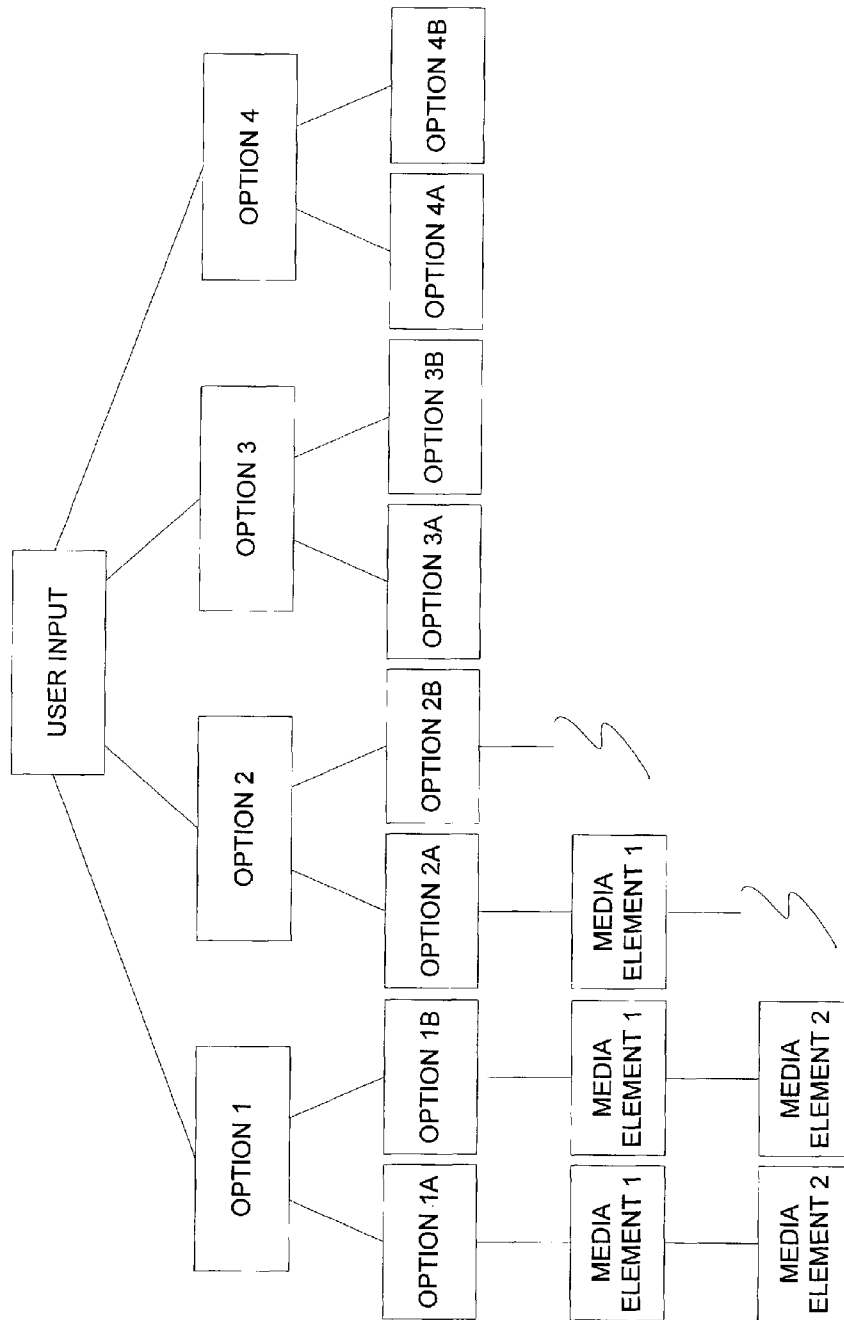 USER INPUT
OPTION 1
OPTION 2
OPTION 3
OPTION 4
OPTION 1A
OPTION 1B
OPTION 2A
OPTION 2B
OPTION 3A
OPTION 3B
OPTION 4A
OPTION 4B
MEDIA
ELEMENT 1
MEDIA
ELEMENT 1
MEDIA
ELEMENT 1
MEDIA
ELEMENT 2
MEDIA
ELEMENT 2